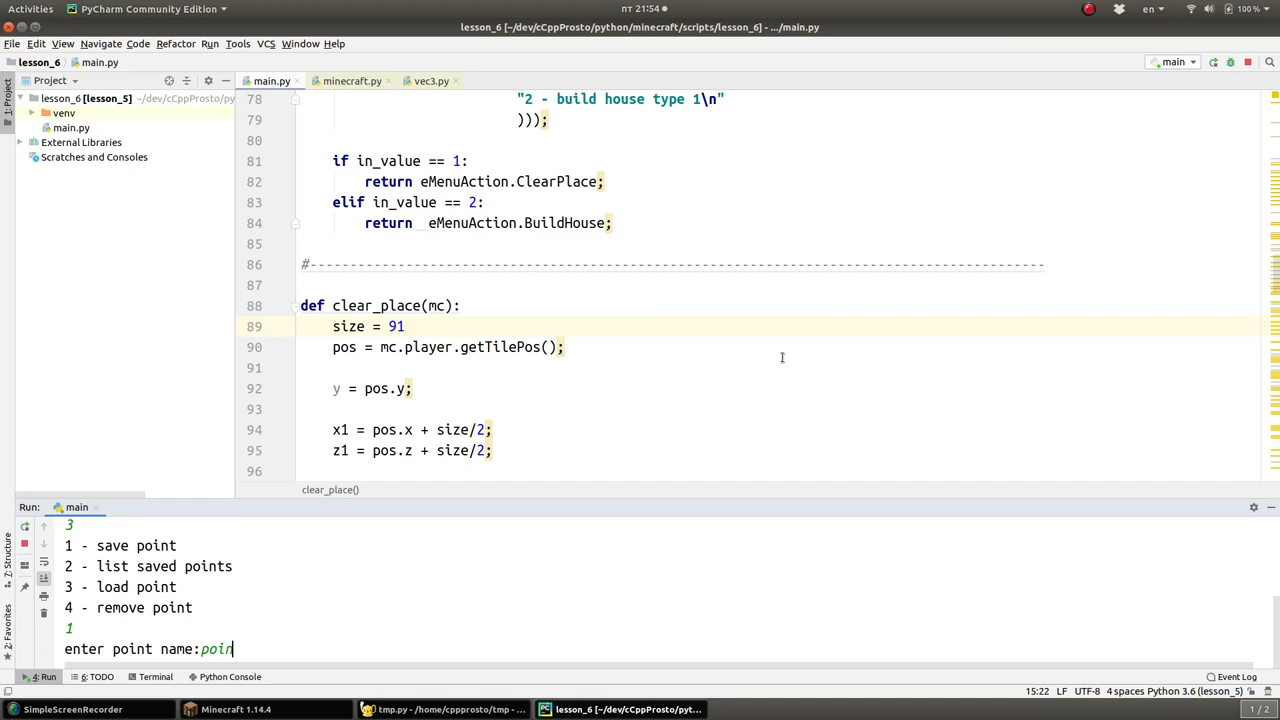 Activities
PyCharm Community Edition
пт 21:54
en
100 %
lesson_6 [~/dev/cCppProsto/python/minecraft/scripts/lesson_6] - .../main.py
File Edit View Navigate Code Refactor Run Tools VCS Window Help
lesson_6 main.py
main
Project
main.py minecraft.py vec3.py
1: Project
lesson_6 [lesson_5] ~/dev/cCppProsto/py
venv
main.py
External Libraries
Scratches and Consoles
78 "2 - build house type 1\n"
79 )));
80
81 if in_value == 1:
82 return eMenuAction.ClearPlace;
83 elif in_value == 2:
84 return eMenuAction.BuildHouse;
85
86 #--------------------------------------------------------------------------------------------
87
88 def clear_place(mc):
89 size = 91
90 pos = mc.player.getTilePos();
91
92 y = pos.y;
93
94 x1 = pos.x + size/2;
95 z1 = pos.z + size/2;
96
clear_place()
Run: main
3
1 - save point
2 - list saved points
3 - load point
4 - remove point
1
enter point name:poin
7: Structure
2: Favorites
4: Run 6: TODO Terminal Python Console Event Log
15:22 LF UTF-8 4 spaces Python 3.6 (lesson_5)
SimpleScreenRecorder Minecraft 1.14.4 tmp.py - /home/cppprosto/tmp - ... lesson_6 [~/dev/cCppProsto/pyt... 1 / 2